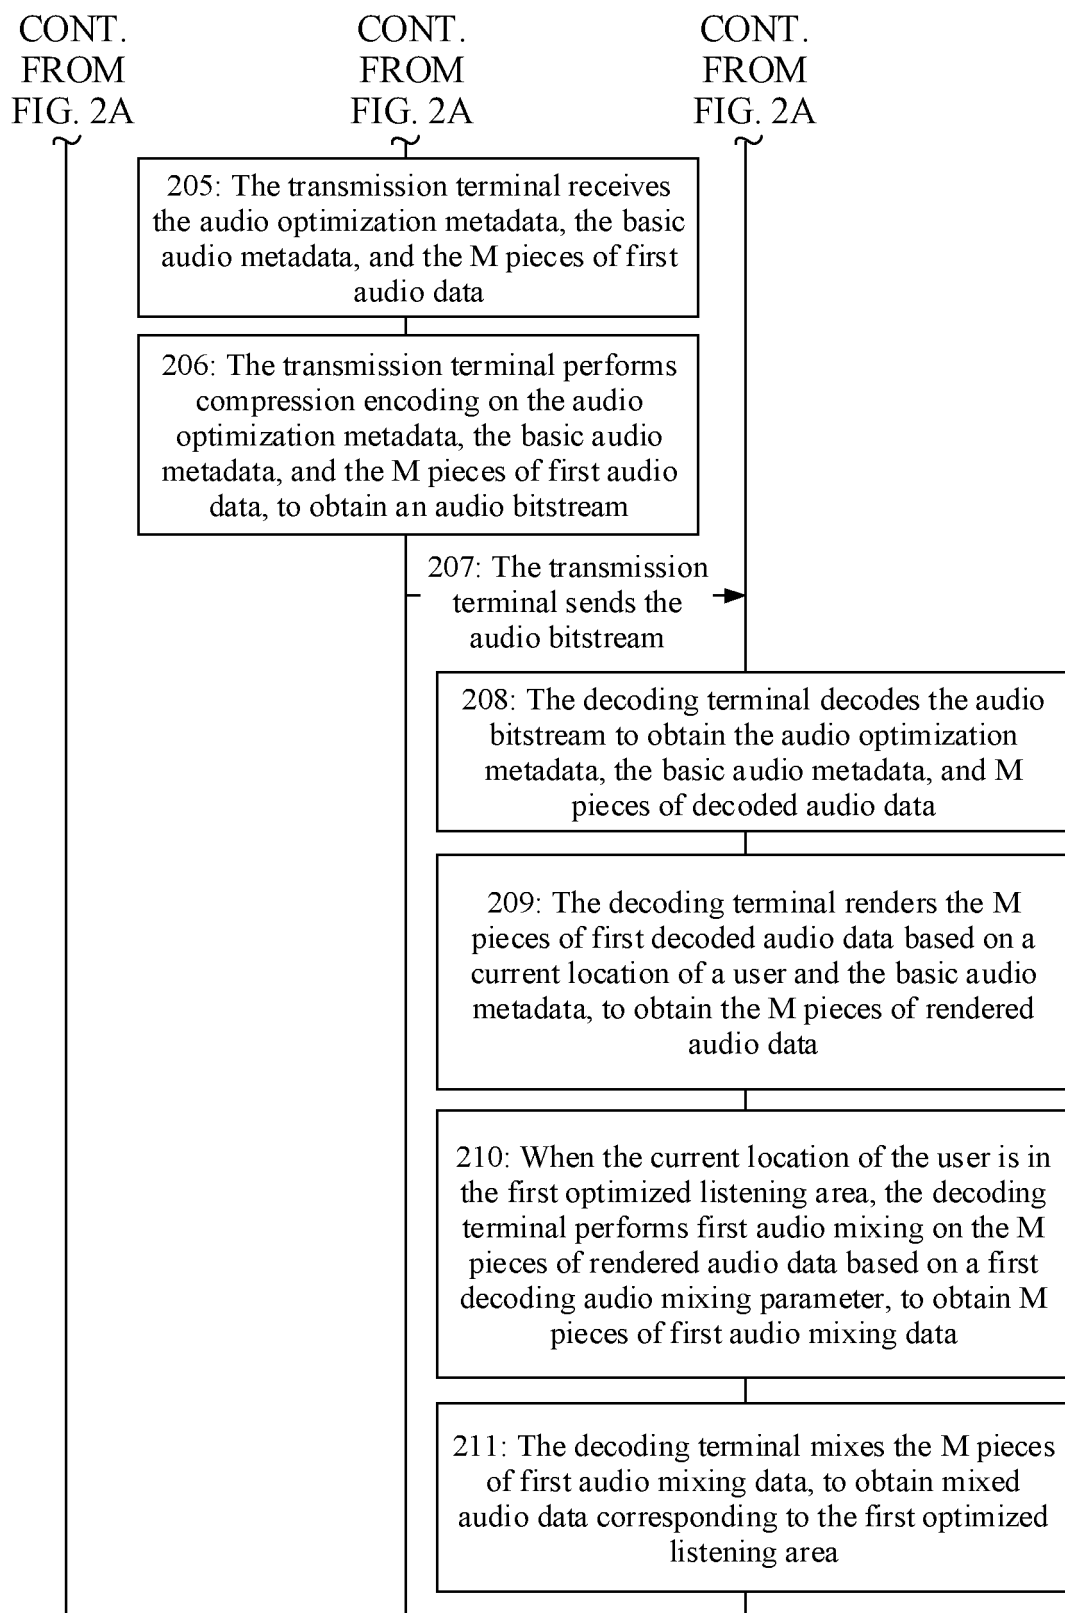 CONT.
FROM
FIG. 2A
CONT.
FROM
FIG. 2A
CONT.
FROM
FIG. 2A
205: The transmission terminal receives
the audio optimization metadata, the basic
audio metadata, and the M pieces of first
audio data
206: The transmission terminal performs
compression encoding on the audio
optimization metadata, the basic audio
metadata, and the M pieces of first audio
data, to obtain an audio bitstream
207: The transmission
terminal sends the
audio bitstream
208: The decoding terminal decodes the audio
bitstream to obtain the audio optimization
metadata, the basic audio metadata, and M
pieces of decoded audio data
209: The decoding terminal renders the M
pieces of first decoded audio data based on a
current location of a user and the basic audio
metadata, to obtain the M pieces of rendered
audio data
210: When the current location of the user is in
the first optimized listening area, the decoding
terminal performs first audio mixing on the M
pieces of rendered audio data based on a first
decoding audio mixing parameter, to obtain M
pieces of first audio mixing data
211: The decoding terminal mixes the M pieces
of first audio mixing data, to obtain mixed
audio data corresponding to the first optimized
listening area